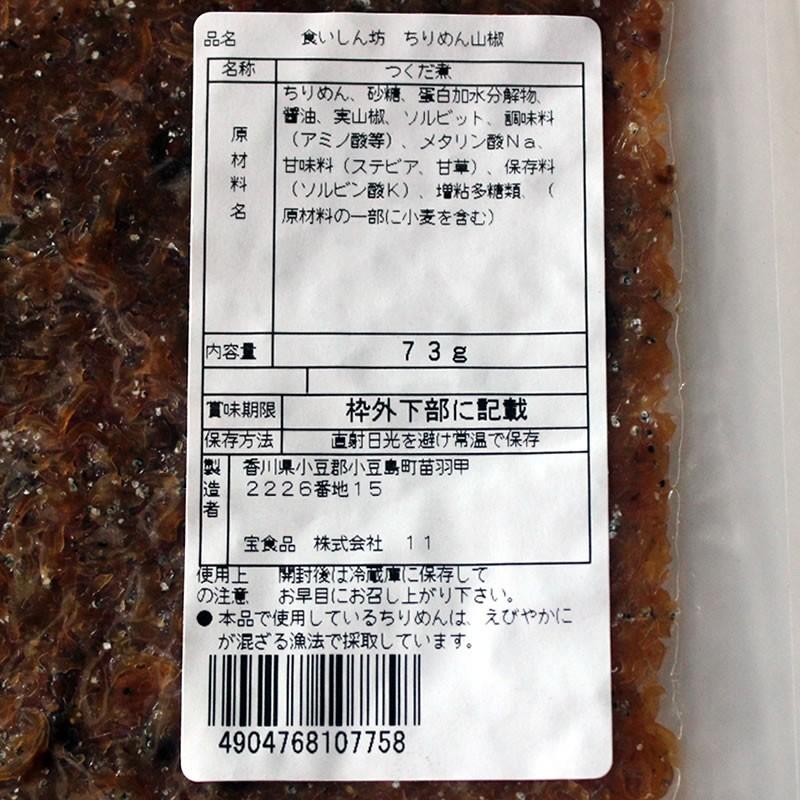 品名 食いしん坊 ちりめん山椒
名称 つくだ煮
原材料名
ちりめん、砂糖、蛋白加水分解物、
醤油、実山椒、ソルビット、調味料
（アミノ酸等）、メタリン酸Na、
甘味料（ステビア、甘草）、保存料
（ソルビン酸K）、増粘多糖類、（
原材料の一部に小麦を含む）
内容量 73g
賞味期限 枠外下部に記載
保存方法 直射日光を避け常温で保存
製造者
香川県小豆郡小豆島町苗羽甲
2226番地15
宝食品 株式会社 11
使用上 開封後は冷蔵庫に保存して
の注意 お早目にお召し上がり下さい。
●本品で使用しているちりめんは、えびやかに
が混ざる漁法で採取しています。
4904768107758